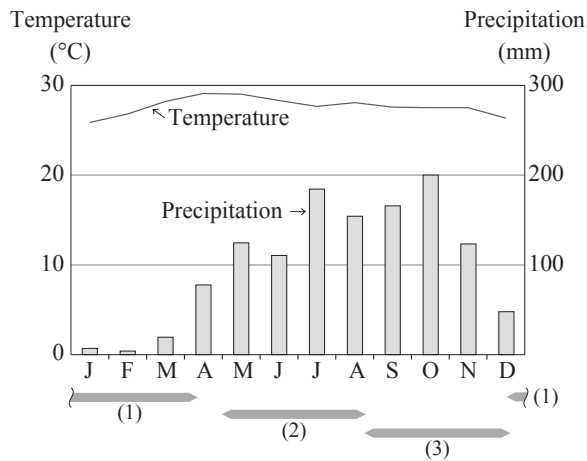 Temperature
(°C)
Precipitation
(mm)
30
300
Temperature
20
200
Precipitation
10
100
0
J F M A M J J A S O N D
(1)
(1)
(2)
(3)